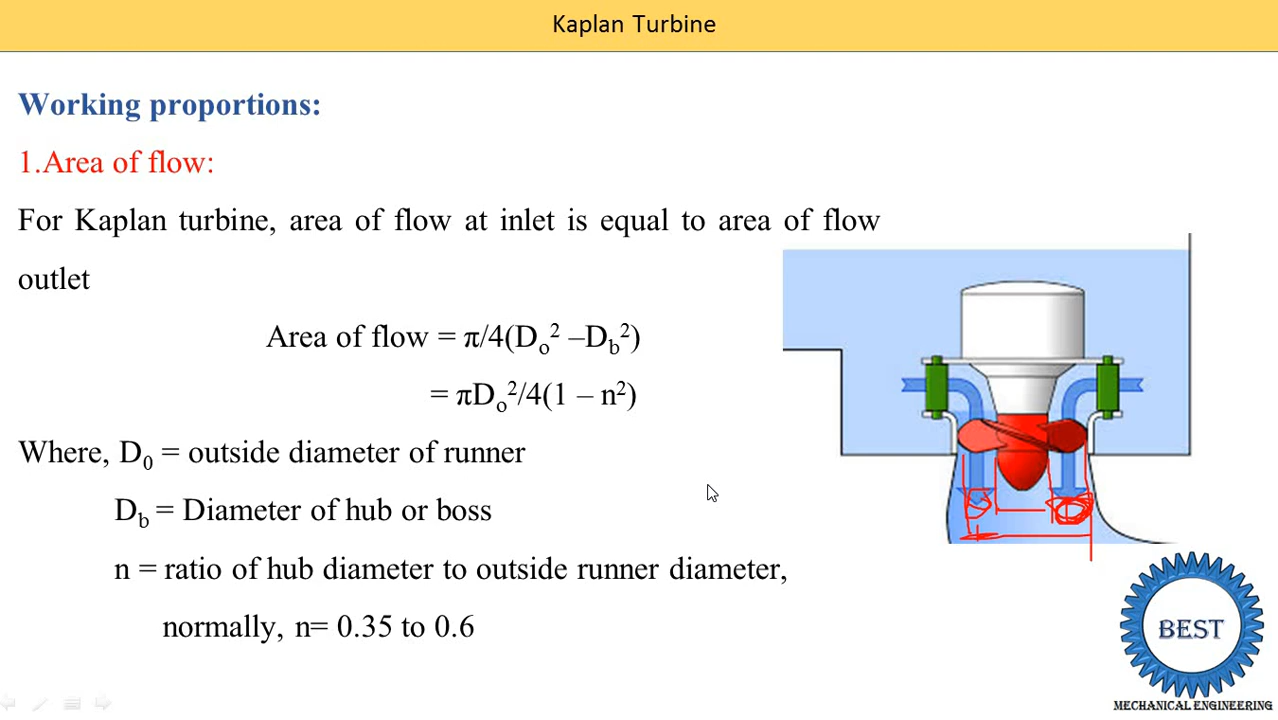 Kaplan Turbine
Working proportions:
1.Area of flow:
For Kaplan turbine, area of flow at inlet is equal to area of flow
outlet
Area of flow = π/4(Dₒ² –D_b²)
= πDₒ²/4(1 – n²)
Where, D₀ = outside diameter of runner
D_b = Diameter of hub or boss
n = ratio of hub diameter to outside runner diameter,
normally, n= 0.35 to 0.6
BEST
MECHANICAL ENGINEERING